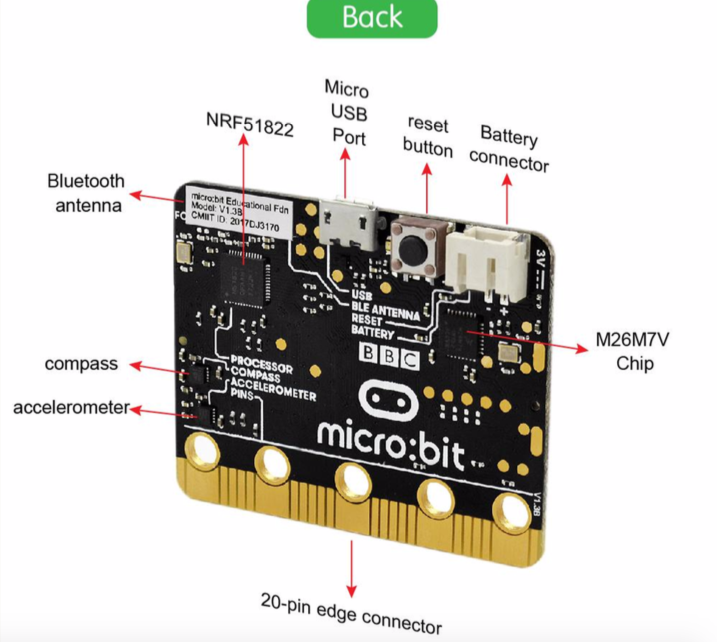 Back
NRF51822
Micro
USB
Port
reset
button
Battery
connector
Bluetooth
antenna
micro:bit Educational Fdn
Model: V1.3B
CMIIT ID: 2017DJ3170
FC
3V
USB
BLE ANTENNA
RESET
BATTERY
+
BBC
M26M7V
Chip
compass
accelerometer
PROCESSOR
COMPASS
ACCELEROMETER
PINS
micro:bit
V1.3B
20-pin edge connector